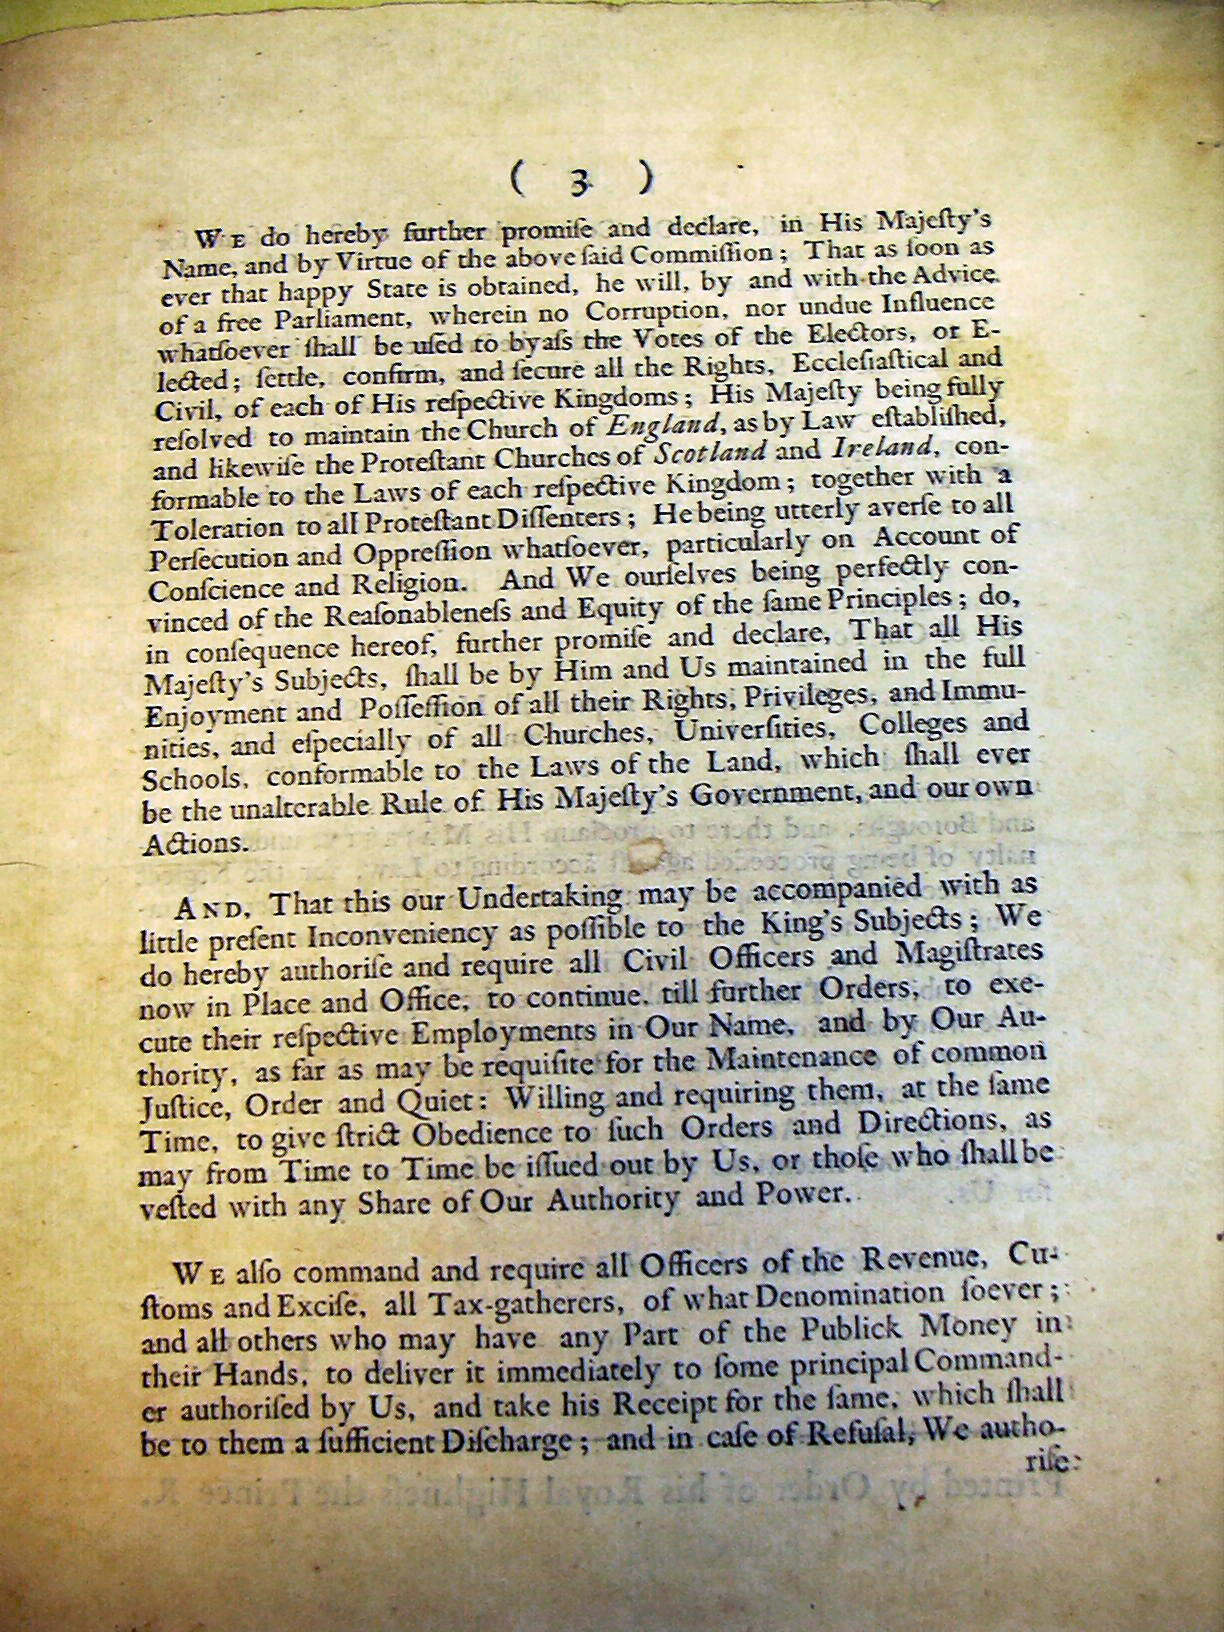 ( 3 )
WE do hereby further promiſe and declare, in His Majeſty's
Name, and by Virtue of the above ſaid Commiſſion; That as ſoon as
ever that happy State is obtained, he will, by and with the Advice
of a free Parliament, wherein no Corruption, nor undue Influence
whatſoever ſhall be uſed to byaſs the Votes of the Electors, or E-
lected; ſettle, confirm, and ſecure all the Rights, Eccleſiaſtical and
Civil, of each of His reſpective Kingdoms; His Majeſty being fully
reſolved to maintain the Church of England, as by Law eſtabliſhed,
and likewiſe the Proteſtant Churches of Scotland and Ireland, con-
formable to the Laws of each reſpective Kingdom; together with a
Toleration to all Proteſtant Diſſenters; He being utterly averſe to all
Perſecution and Oppreſſion whatſoever, particularly on Account of
Conſcience and Religion. And We ourſelves being perfectly con-
vinced of the Reaſonableneſs and Equity of the ſame Principles; do,
in conſequence hereof, further promiſe and declare, That all His
Majeſty's Subjects, ſhall be by Him and Us maintained in the full
Enjoyment and Poſſeſſion of all their Rights, Privileges, and Immu-
nities, and eſpecially of all Churches, Univerſities, Colleges and
Schools, conformable to the Laws of the Land, which ſhall ever
be the unalterable Rule of His Majeſty's Government, and our own
Actions.
AND, That this our Undertaking may be accompanied with as
little preſent Inconveniency as poſſible to the King's Subjects; We
do hereby authoriſe and require all Civil Officers and Magiſtrates
now in Place and Office, to continue, till further Orders, to exe-
cute their reſpective Employments in Our Name, and by Our Au-
thority, as far as may be requiſite for the Maintenance of common
Juſtice, Order and Quiet: Willing and requiring them, at the ſame
Time, to give ſtrict Obedience to ſuch Orders and Directions, as
may from Time to Time be iſſued out by Us, or thoſe who ſhall be
veſted with any Share of Our Authority and Power.
WE alſo command and require all Officers of the Revenue, Cu-
ſtoms and Exciſe, all Tax-gatherers, of what Denomination ſoever;
and all others who may have any Part of the Publick Money in
their Hands, to deliver it immediately to ſome principal Command-
er authoriſed by Us, and take his Receipt for the ſame, which ſhall
be to them a ſufficient Diſcharge; and in caſe of Refuſal, We autho-
riſe